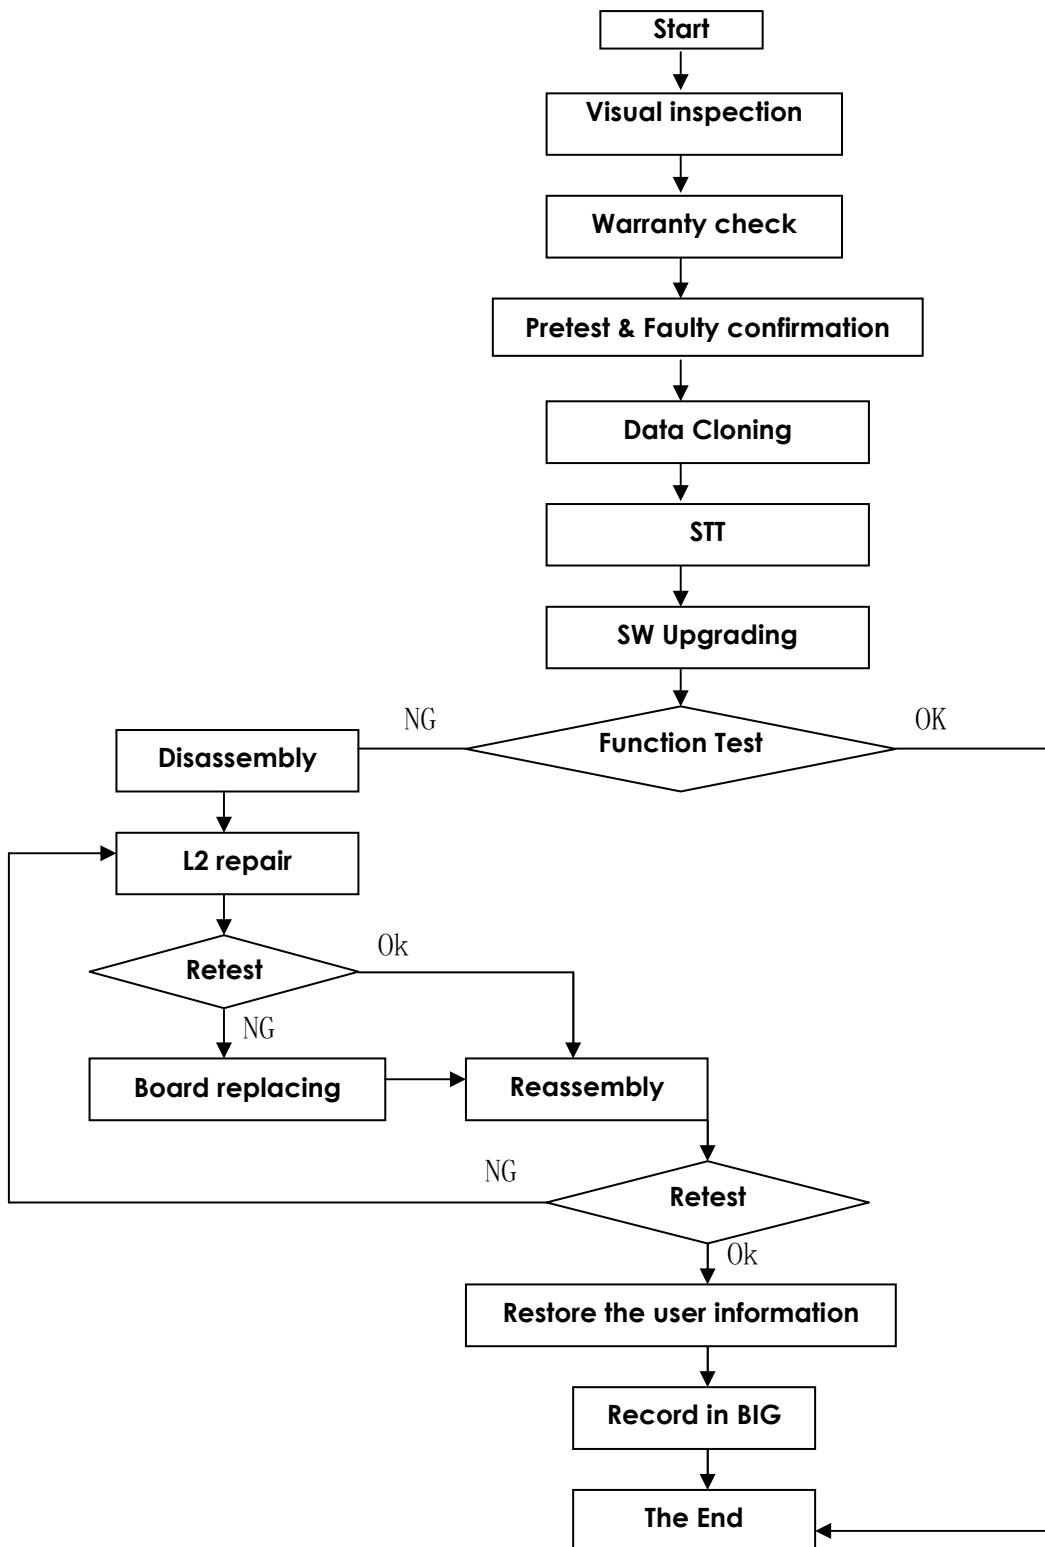 Start
Visual inspection
Warranty check
Pretest & Faulty confirmation
Data Cloning
STT
SW Upgrading
NG
OK
Function Test
Disassembly
L2 repair
Ok
Retest
NG
Board replacing
Reassembly
NG
Retest
Ok
Restore the user information
Record in BIG
The End